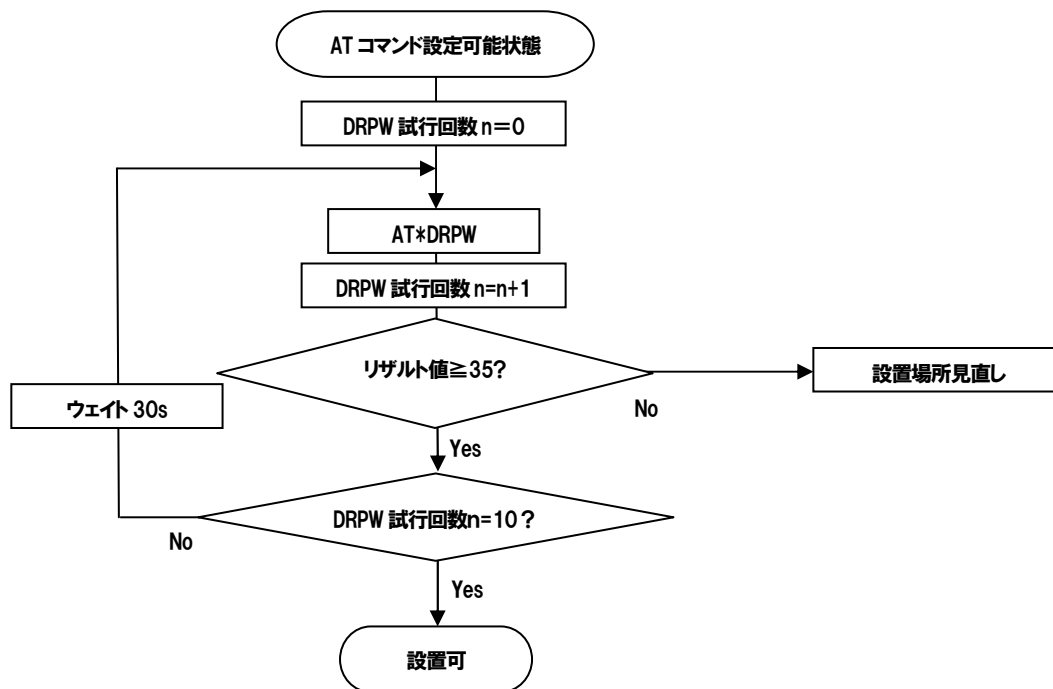 AT コマンド設定可能状態
DRPW 試行回数 n=0
AT*DRPW
DRPW 試行回数 n=n+1
リザルト値≧35?
設置場所見直し
No
ウェイト 30s
Yes
DRPW 試行回数n=10?
No
Yes
設置可